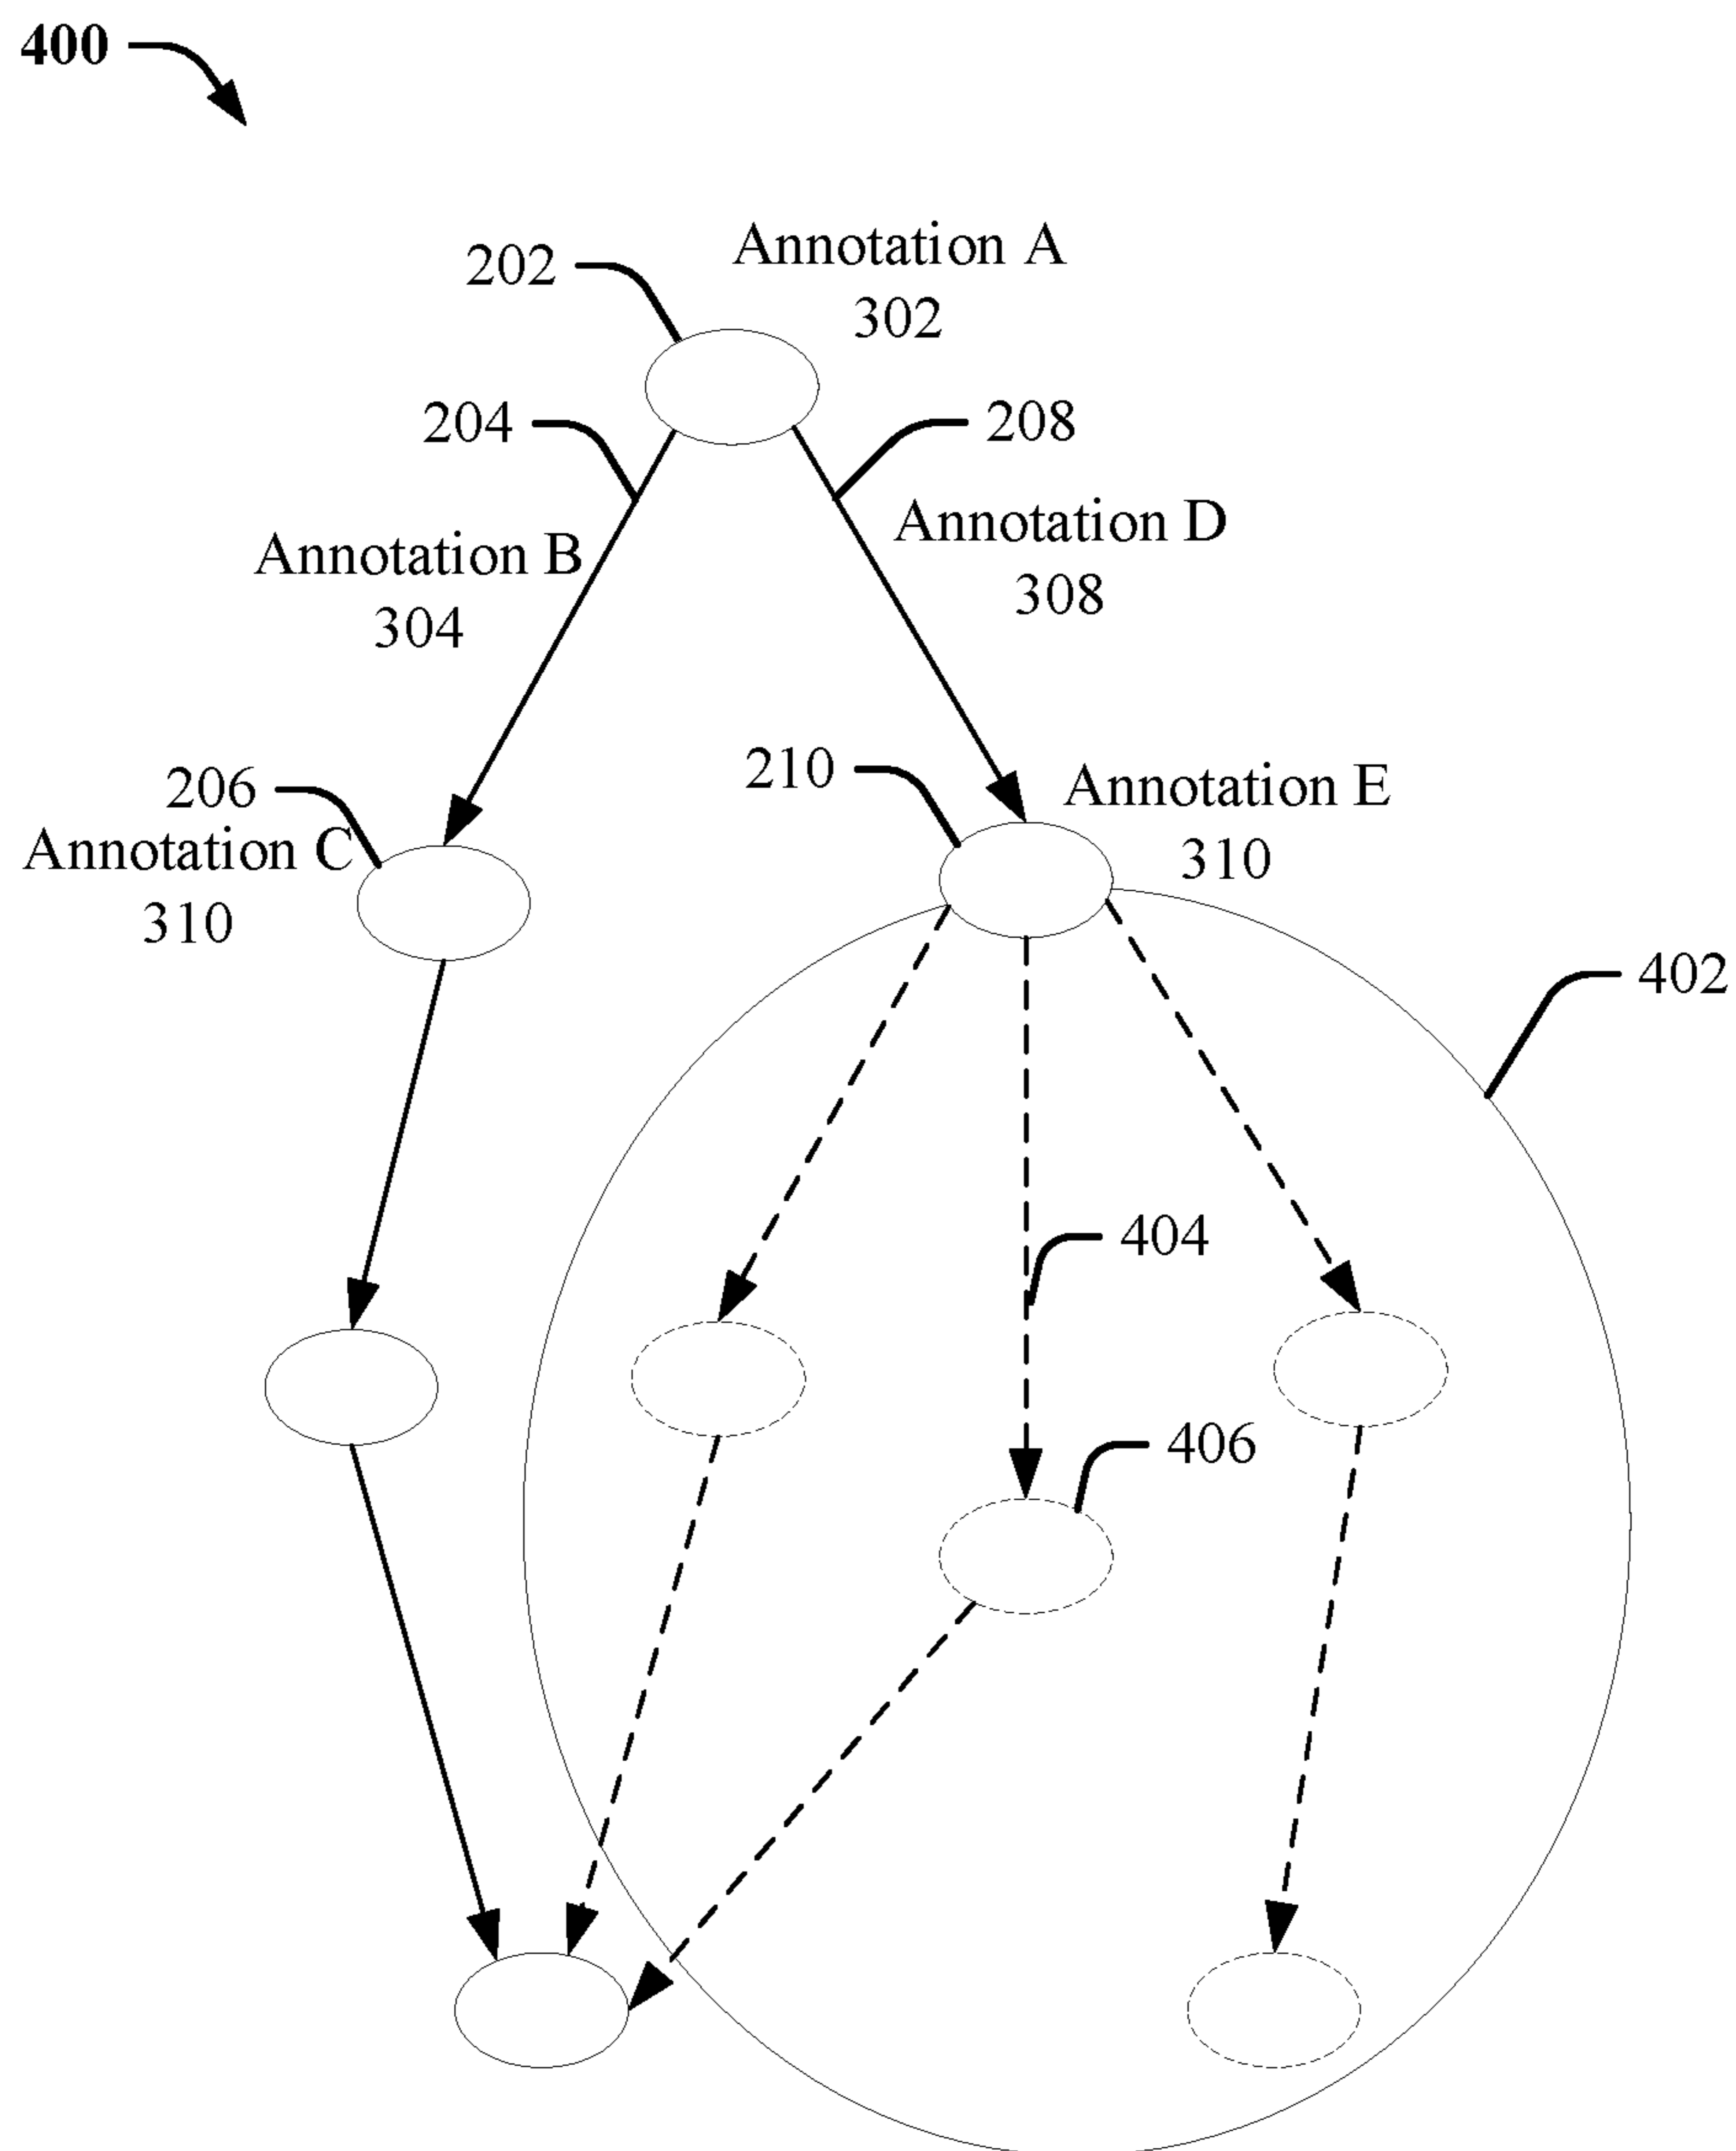 400
Annotation A
202
302
204
208
Annotation D
Annotation B
308
304
210
Annotation E
206
Annotation C
310
310
402
404
406